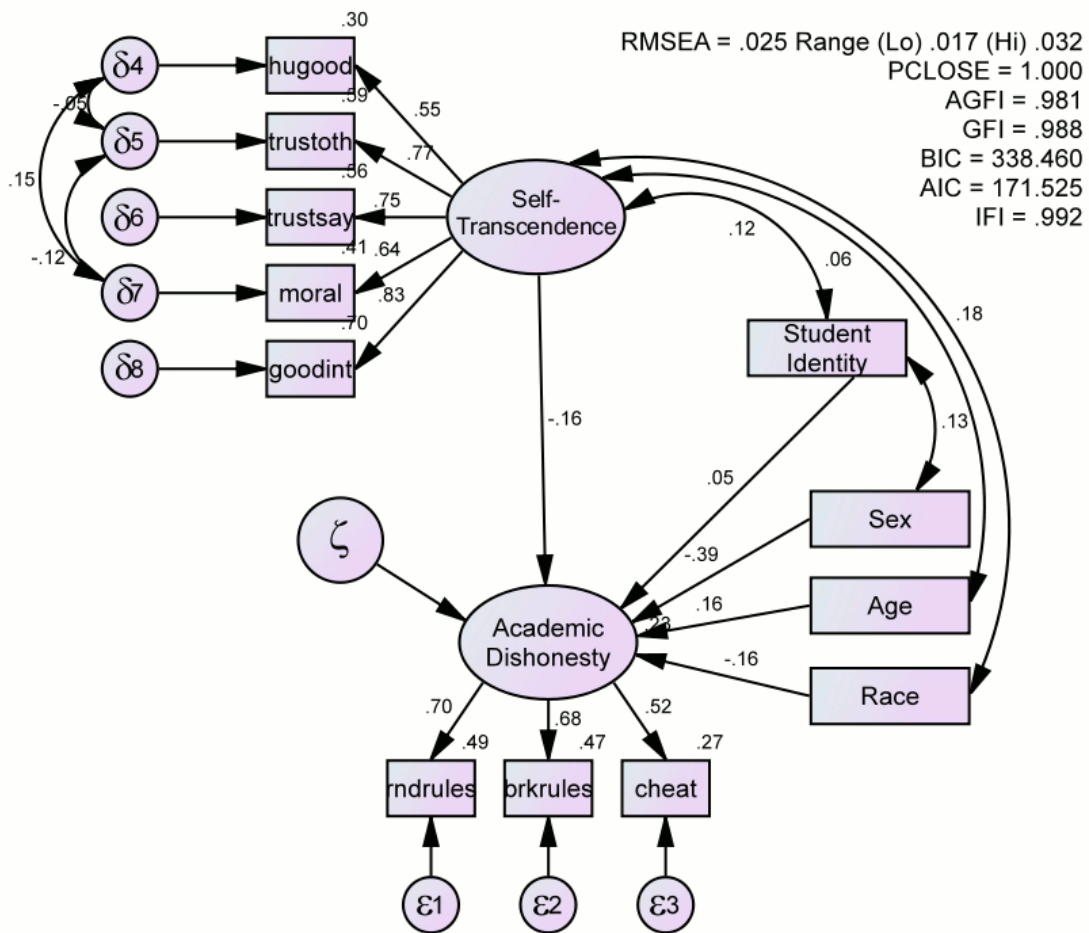 RMSEA = .025 Range (Lo) .017 (Hi) .032
PCLOSE = 1.000
AGFI = .981
GFI = .988
BIC = 338.460
AIC = 171.525
IFI = .992
.30
δ4
hugood
.59
-.05
.55
δ5
trustoth
.77
.56
.15
δ6
trustsay
.75
Self-
Transcendence
.12
.06
.41
.64
-.12
δ7
moral
.83
.70
δ8
goodint
Student
Identity
.18
-.16
.13
.05
Sex
ζ
-.39
.16
Age
.23
Academic
Dishonesty
-.16
Race
.70
.68
.52
.49
.47
.27
rndrules
brkrules
cheat
ε1
ε2
ε3